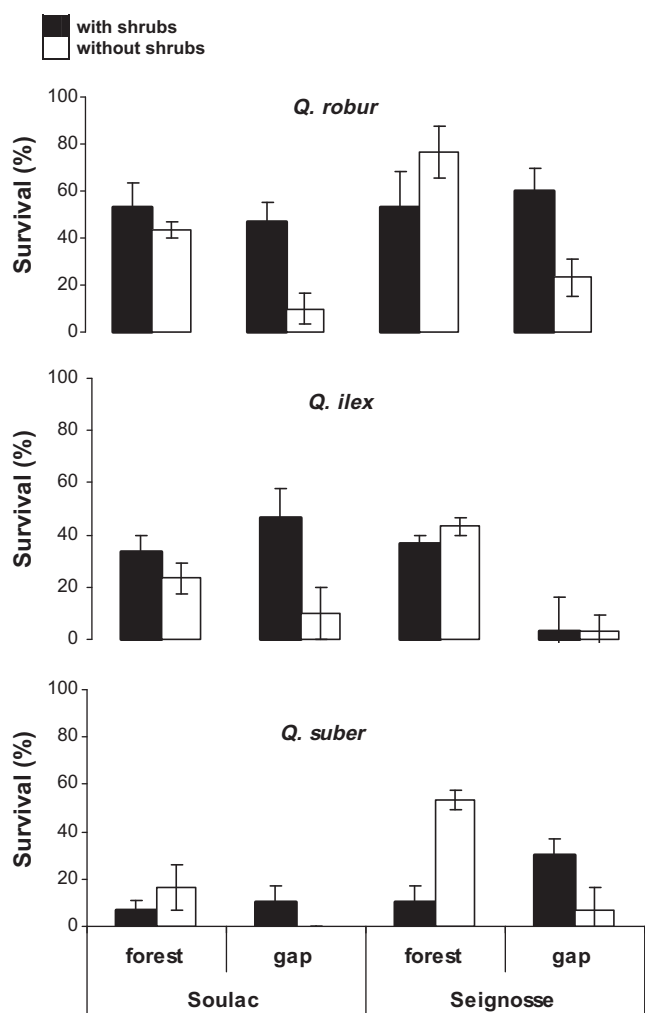 with shrubs
without shrubs
Q. robur
Survival (%)
100
80
60
40
20
0
Q. ilex
Survival (%)
100
80
60
40
20
0
Q. suber
Survival (%)
100
80
60
40
20
0
forest gap forest gap
Soulac Seignosse